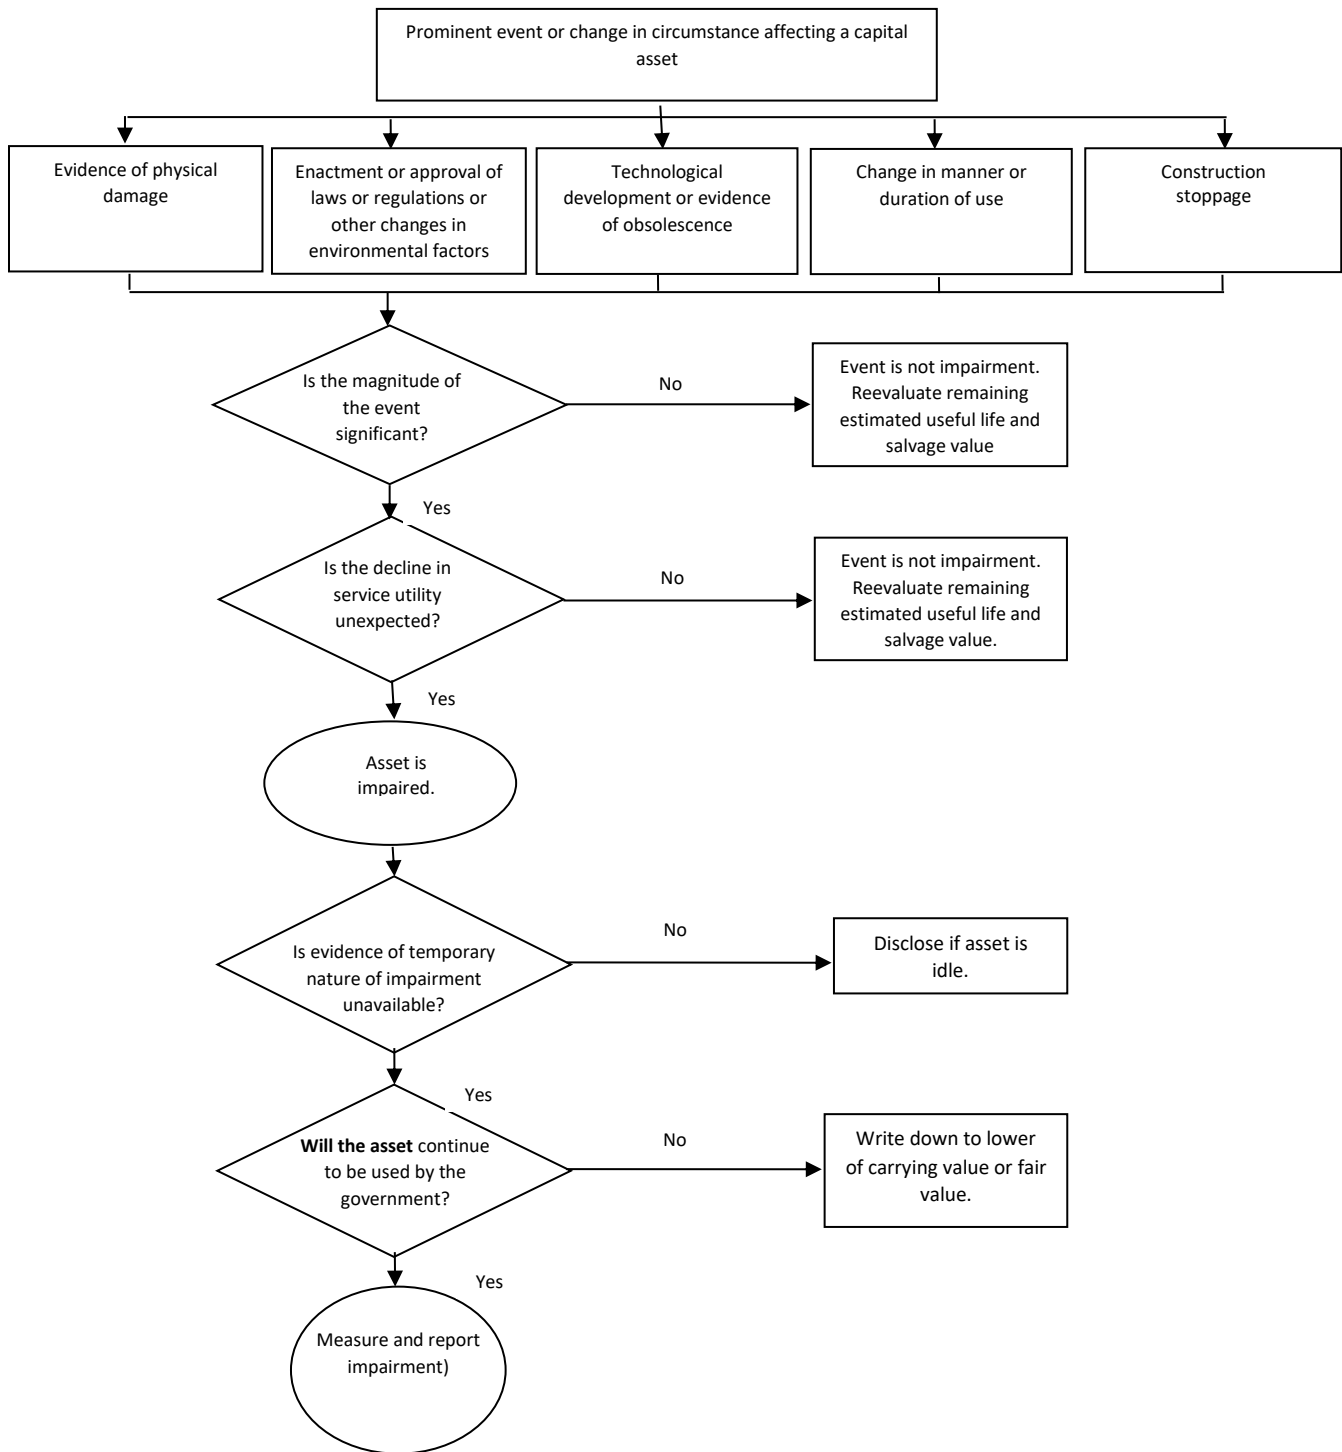 Prominent event or change in circumstance affecting a capital
asset
Evidence of physical
damage
Enactment or approval of
laws or regulations or
other changes in
environmental factors
Technological
development or evidence
of obsolescence
Change in manner or
duration of use
Construction
stoppage
Is the magnitude of
the event
significant?
No
Event is not impairment.
Reevaluate remaining
estimated useful life and
salvage value
Yes
Is the decline in
service utility
unexpected?
No
Event is not impairment.
Reevaluate remaining
estimated useful life and
salvage value.
Yes
Asset is
impaired.
Is evidence of temporary
nature of impairment
unavailable?
No
Disclose if asset is
idle.
Yes
Will the asset continue
to be used by the
government?
No
Write down to lower
of carrying value or fair
value.
Yes
Measure and report
impairment)